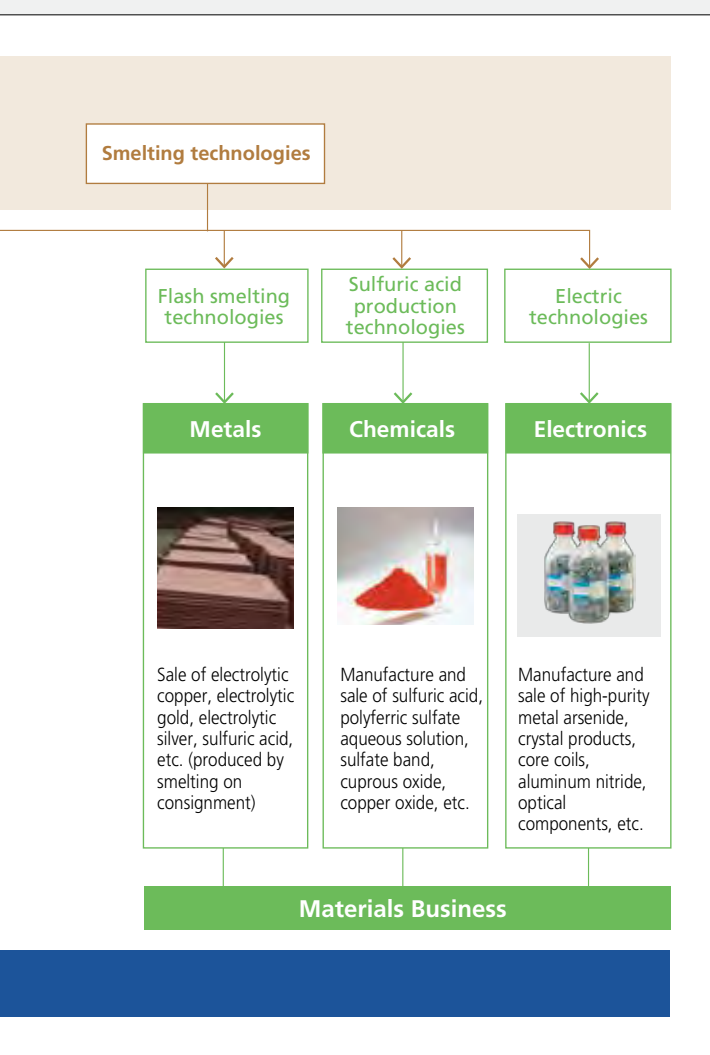 Smelting technologies
Flash smelting
technologies
Sulfuric acid
production
technologies
Electric
technologies
Metals
Chemicals
Electronics
Sale of electrolytic
copper, electrolytic
gold, electrolytic
silver, sulfuric acid,
etc. (produced by
smelting on
consignment)
Manufacture and
sale of sulfuric acid,
polyferric sulfate
aqueous solution,
sulfate band,
cuprous oxide,
copper oxide, etc.
Manufacture and
sale of high-purity
metal arsenide,
crystal products,
core coils,
aluminum nitride,
optical
components, etc.
Materials Business